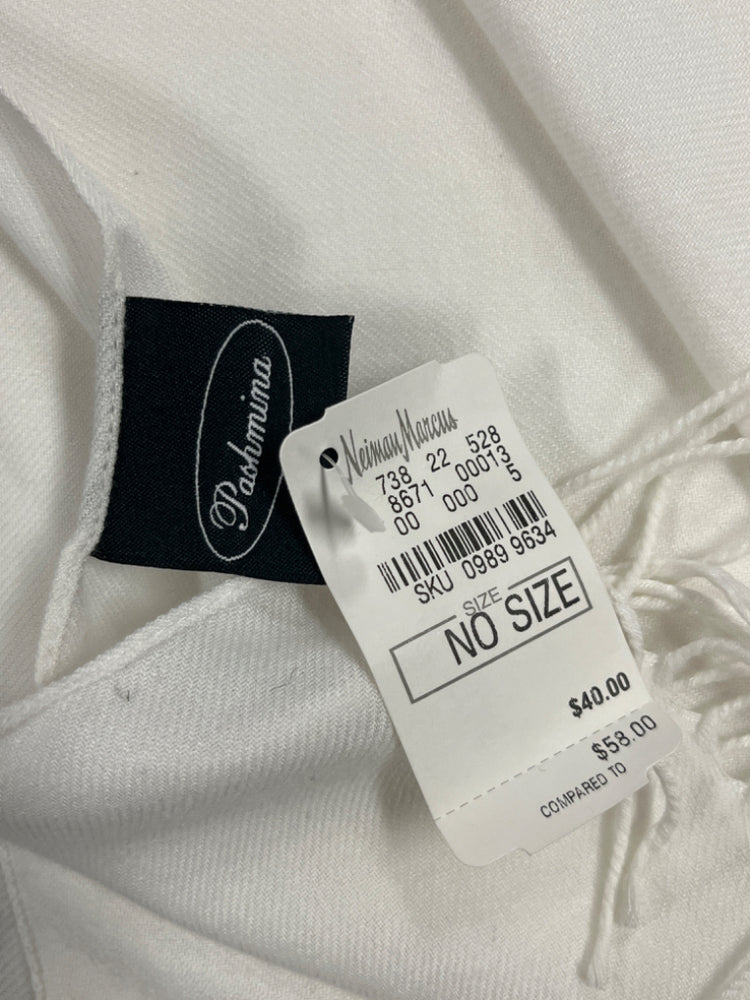 Pashmina
Neiman Marcus
738 22 528
8671 00013
00 000 5
SKU 0989 9634
SIZE
NO SIZE
$40.00
$58.00
COMPARED TO